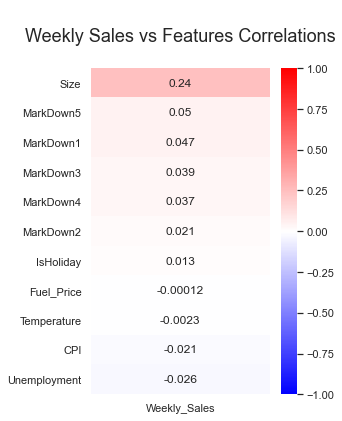 Weekly Sales vs Features Correlations
Size 0.24
MarkDown5 0.05
MarkDown1 0.047
MarkDown3 0.039
MarkDown4 0.037
MarkDown2 0.021
IsHoliday 0.013
Fuel_Price -0.00012
Temperature -0.0023
CPI -0.021
Unemployment -0.026
Weekly_Sales
1.00
0.75
0.50
0.25
0.00
−0.25
−0.50
−0.75
−1.00